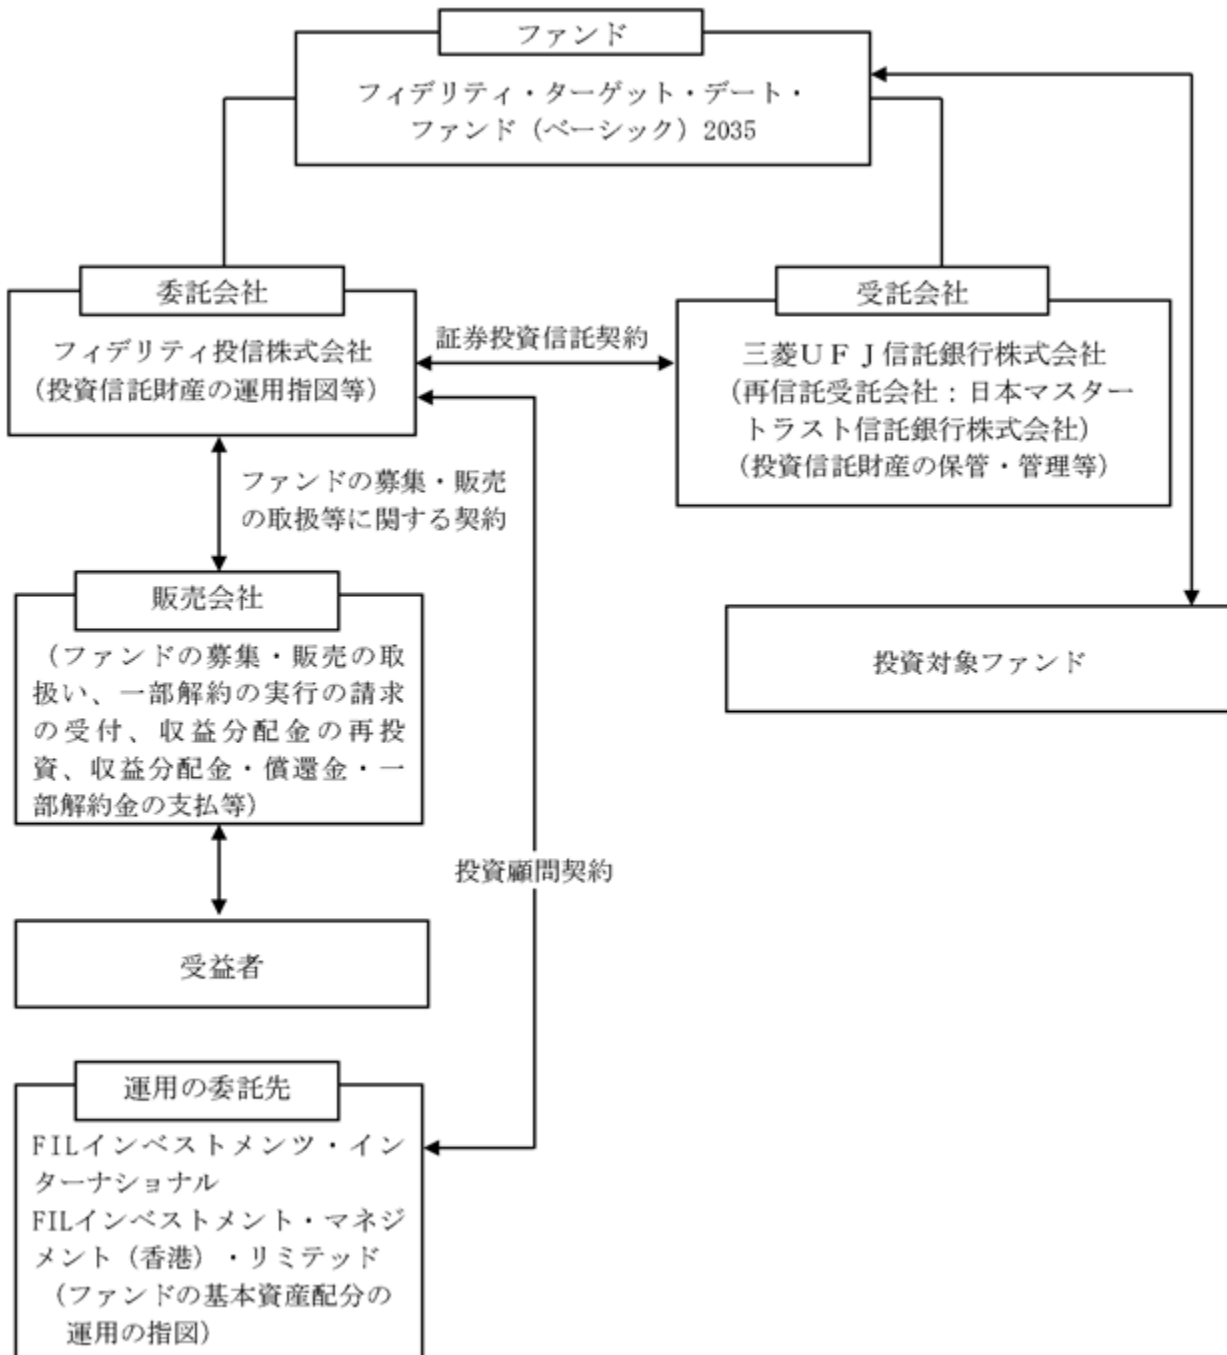 ファンド
フィデリティ・ターゲット・デート・
ファンド（ベーシック）2035
委託会社
フィデリティ投信株式会社
（投資信託財産の運用指図等）
証券投資信託契約
受託会社
三菱ＵＦＪ信託銀行株式会社
（再信託受託会社：日本マスター
トラスト信託銀行株式会社）
（投資信託財産の保管・管理等）
ファンドの募集・販売
の取扱等に関する契約
販売会社
（ファンドの募集・販売の取
扱い、一部解約の実行の請求
の受付、収益分配金の再投
資、収益分配金・償還金・一
部解約金の支払等）
投資対象ファンド
投資顧問契約
受益者
運用の委託先
FILインベストメンツ・イン
ターナショナル
FILインベストメント・マネジ
メント（香港）・リミテッド
（ファンドの基本資産配分の
運用の指図）